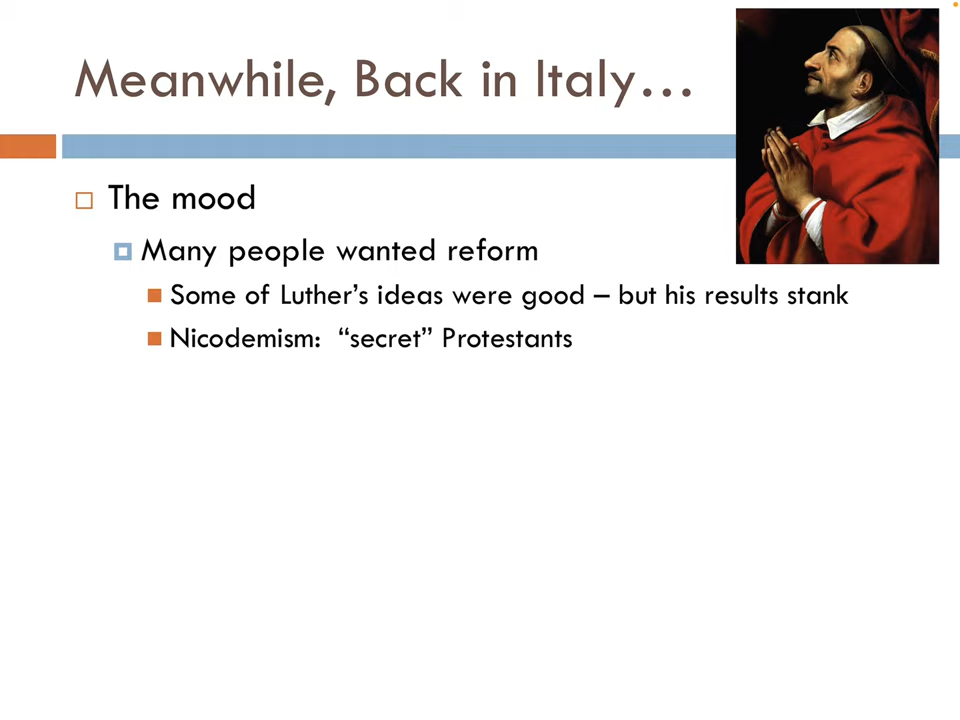 Meanwhile, Back in Italy…
The mood
Many people wanted reform
Some of Luther’s ideas were good – but his results stank
Nicodemism:  “secret” Protestants